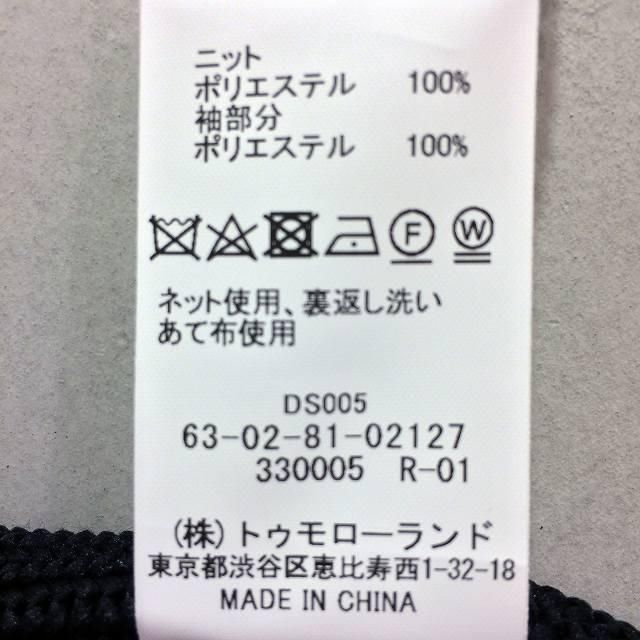 ニット
ポリエステル 100%
袖部分
ポリエステル 100%
F W
ネット使用、裏返し洗い
あて布使用
DS005
63-02-81-02127
330005 R-01
(株)トゥモローランド
東京都渋谷区恵比寿西1-32-18
MADE IN CHINA